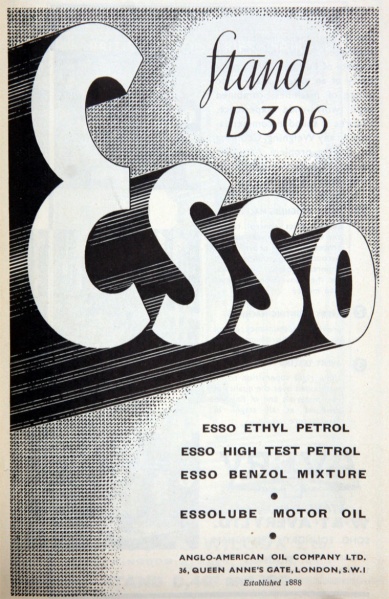 Stand
D306
Esso
ESSO ETHYL PETROL
ESSO HIGH TEST PETROL
ESSO BENZOL MIXTURE
•
ESSOLUBE MOTOR OIL
•
ANGLO-AMERICAN OIL COMPANY LTD.
36, QUEEN ANNE'S GATE, LONDON, S.W.1
Established 1888